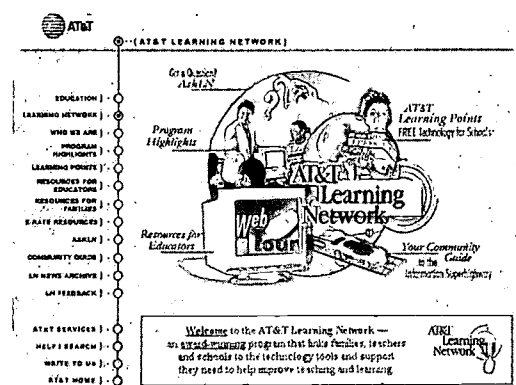 AT&T
(AT&T LEARNING NETWORK)
EDUCATION
LEARNING NETWORK
WHO WE ARE
PROGRAM
HIGHLIGHTS
LEARNING POINTS
RESOURCES FOR
EDUCATORS
RESOURCES FOR
FAMILIES
E-RATE RESOURCES
ASKLN
COMMUNITY GUIDE
LN NEWS ARCHIVE
LN FEEDBACK
AT&T SERVICES
HELP / SEARCH
WRITE TO US
AT&T HOME
Got a Question?
AskLN
Program
Highlights
AT&T
Learning Points
FREE Technology for Schools
AT&T
Learning
Network
Web
tour
Resources for
Educators
Your Community
Guide
to the
Information Superhighway
Welcome to the AT&T Learning Network —
an award-winning program that links families, teachers
and schools to the technology tools and support
they need to help improve teaching and learning.
AT&T
Learning
Network